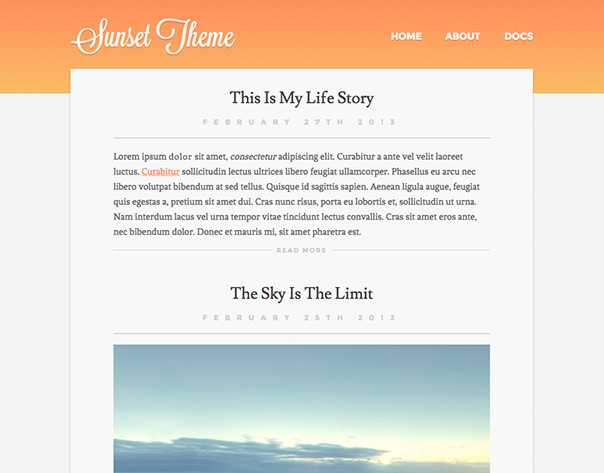 Sunset Theme
HOME ABOUT DOCS
This Is My Life Story
FEBRUARY 27TH 2013
Lorem ipsum dolor sit amet, consectetur adipiscing elit. Curabitur a ante vel velit laoreet
luctus. Curabitur sollicitudin lectus ultrices libero feugiat ullamcorper. Phasellus eu arcu nec
libero volutpat bibendum at sed tellus. Quisque id sagittis sapien. Aenean ligula augue, feugiat
quis egestas a, pretium sit amet dui. Cras nunc risus, porta eu lobortis et, sollicitudin ut urna.
Nam interdum lacus vel urna tempor vitae tincidunt lectus convallis. Cras sit amet eros ante,
nec bibendum dolor. Donec et mauris mi, sit amet pharetra est.
READ MORE
The Sky Is The Limit
FEBRUARY 25TH 2013